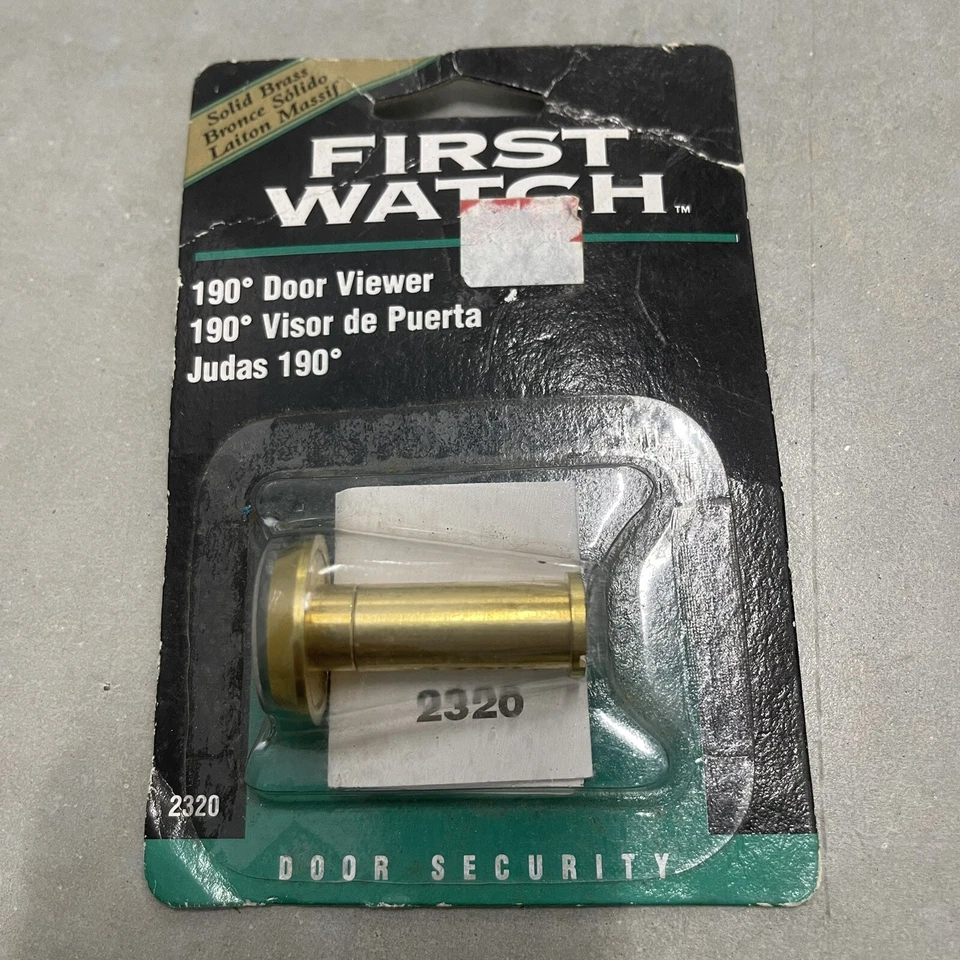 Solid Brass
Bronce Sólido
Laiton Massif
FIRST
WATCH™
190° Door Viewer
190° Visor de Puerta
Judas 190°
2320
2320
DOOR SECURITY